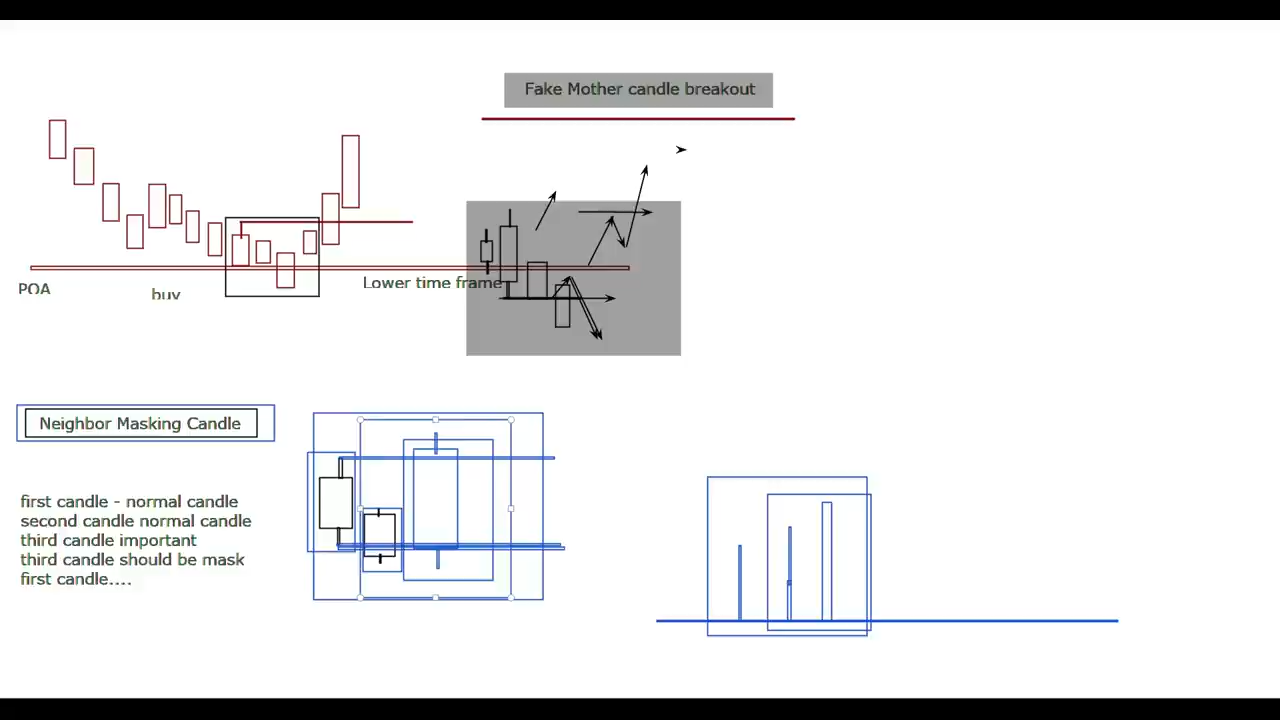 Fake Mother candle breakout
POA
buy
Lower time frame
Neighbor Masking Candle
first candle - normal candle
second candle normal candle
third candle important
third candle should be mask
first candle....